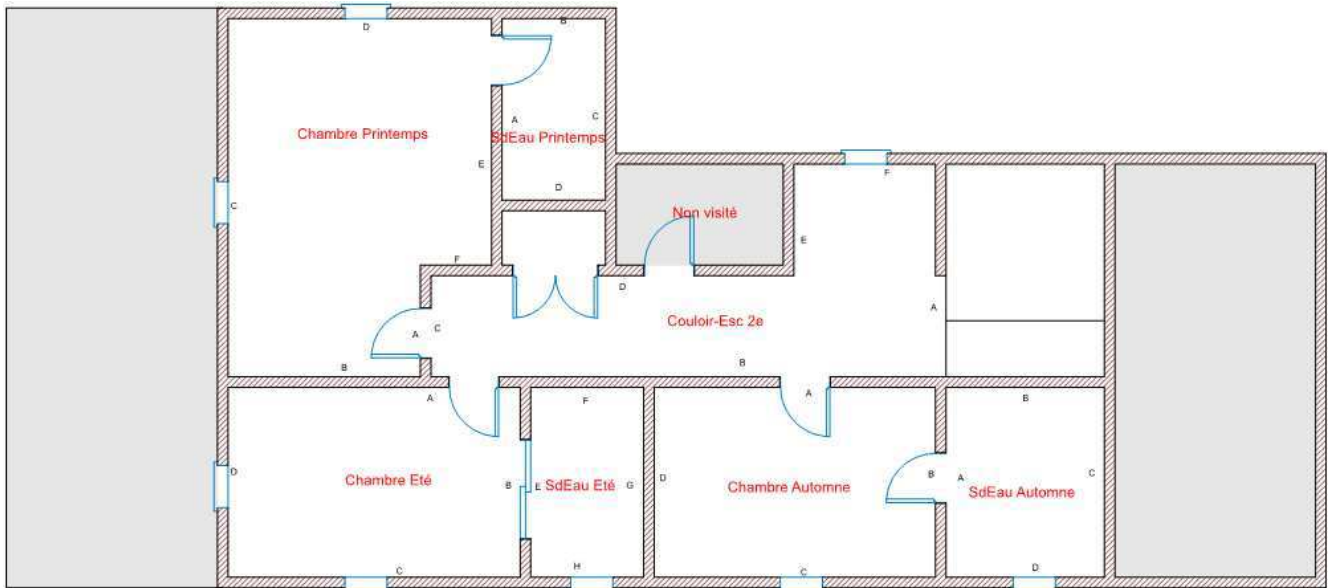 D
B
Chambre Printemps
A
C
SdEau Printemps
E
D
C
Non visité
F
E
F
D
A
Couloir-Esc 2e
C
A
B
B
A
A
B
F
Chambre Eté
D
B
E
SdEau Eté
G
D
Chambre Automne
B
A
SdEau Automne
C
C
H
C
D